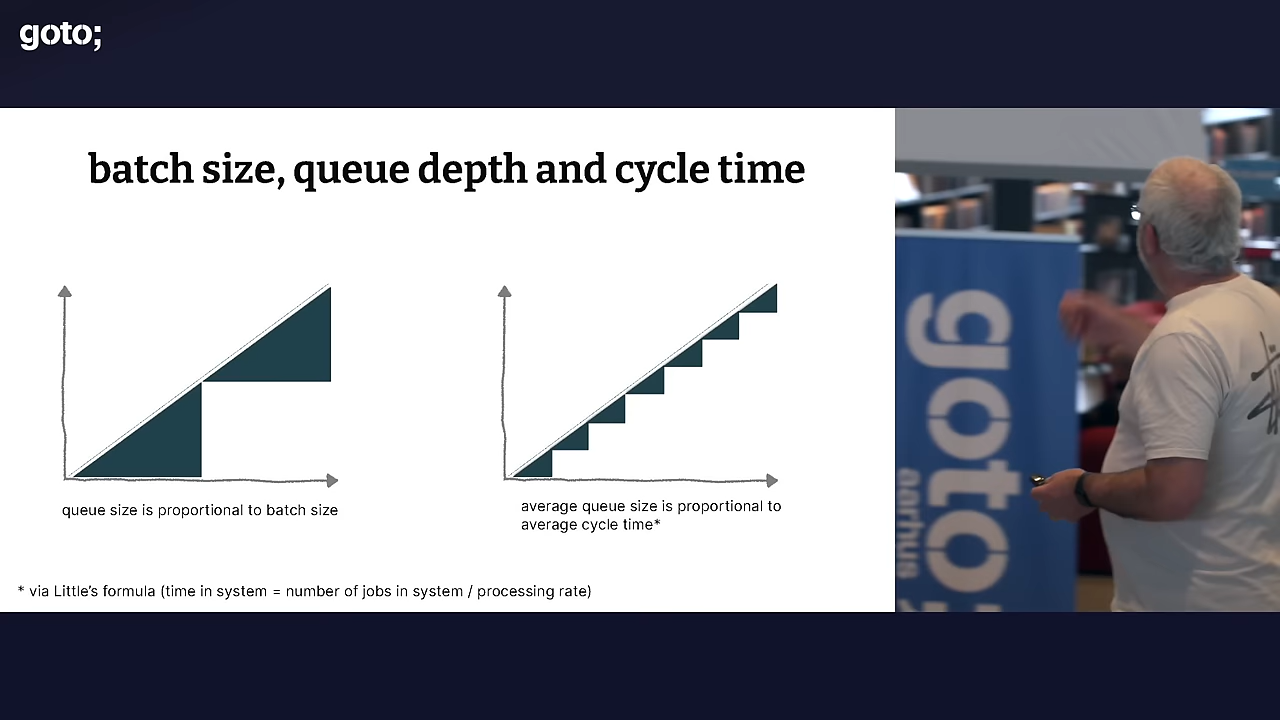 goto;
batch size, queue depth and cycle time
queue size is proportional to batch size
average queue size is proportional to
average cycle time*
* via Little's formula (time in system = number of jobs in system / processing rate)
goto
aarhus